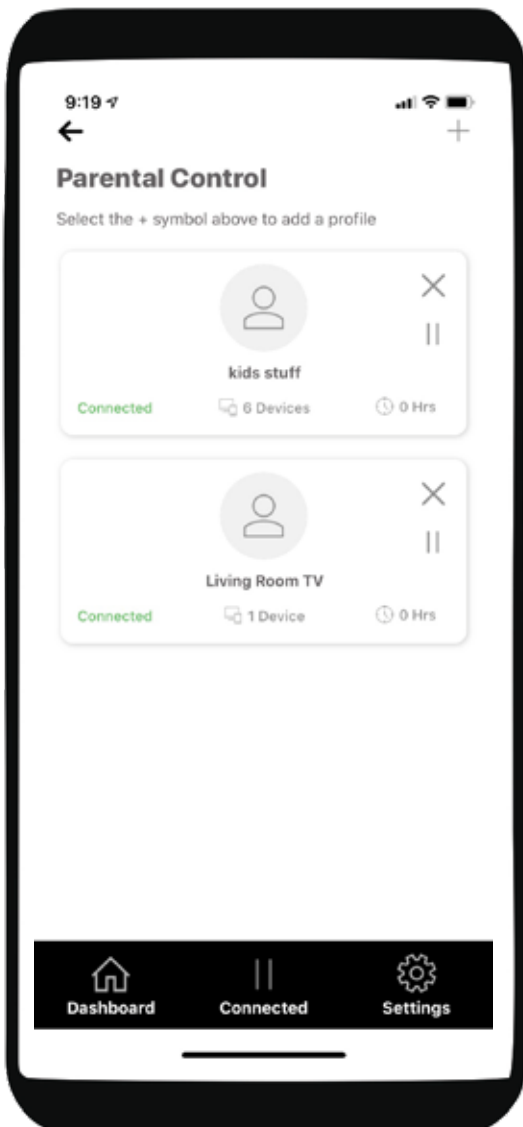 9:19
Parental Control
Select the + symbol above to add a profile
kids stuff
Connected 6 Devices 0 Hrs
Living Room TV
Connected 1 Device 0 Hrs
Dashboard Connected Settings